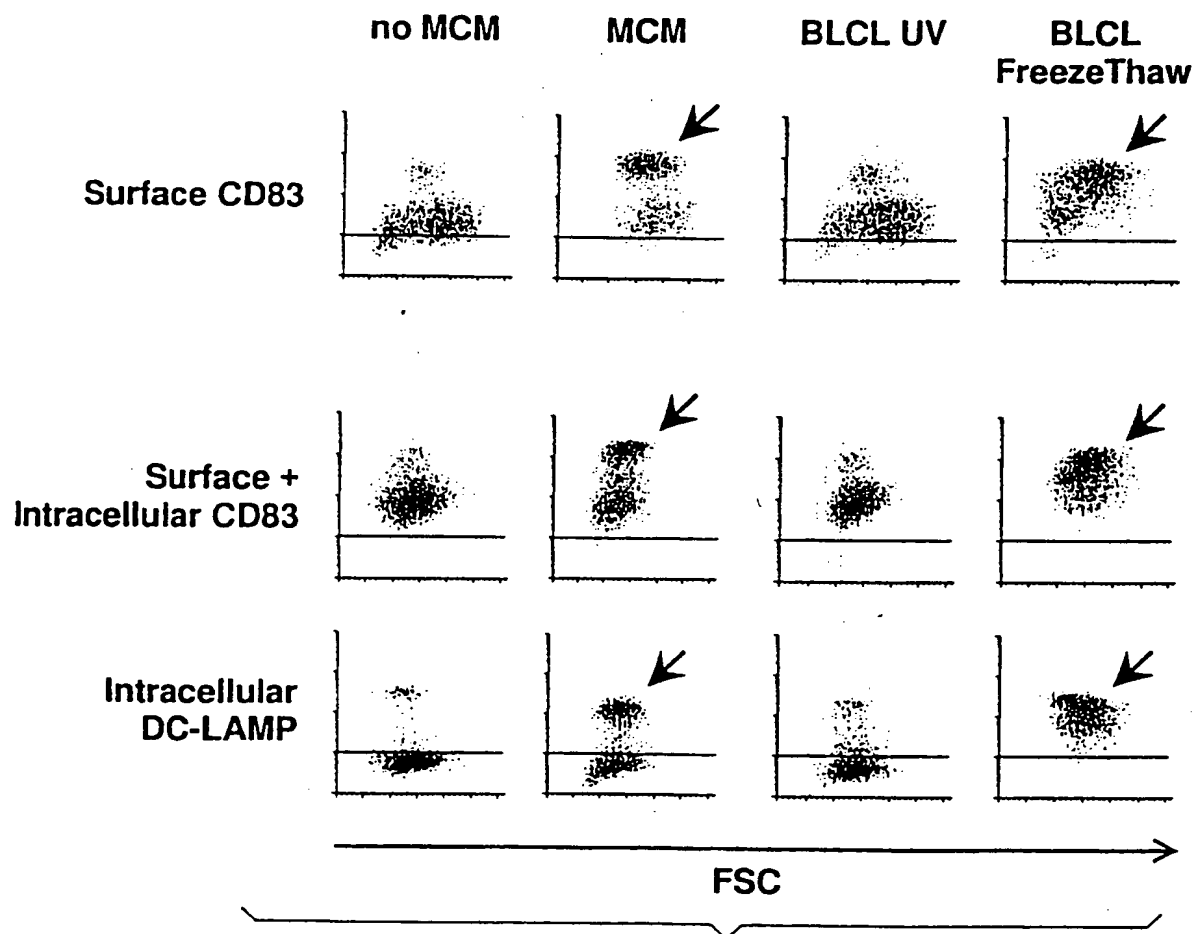 no MCM
MCM
BLCL UV
BLCL
FreezeThaw
Surface CD83
Surface +
Intracellular CD83
Intracellular
DC-LAMP
FSC